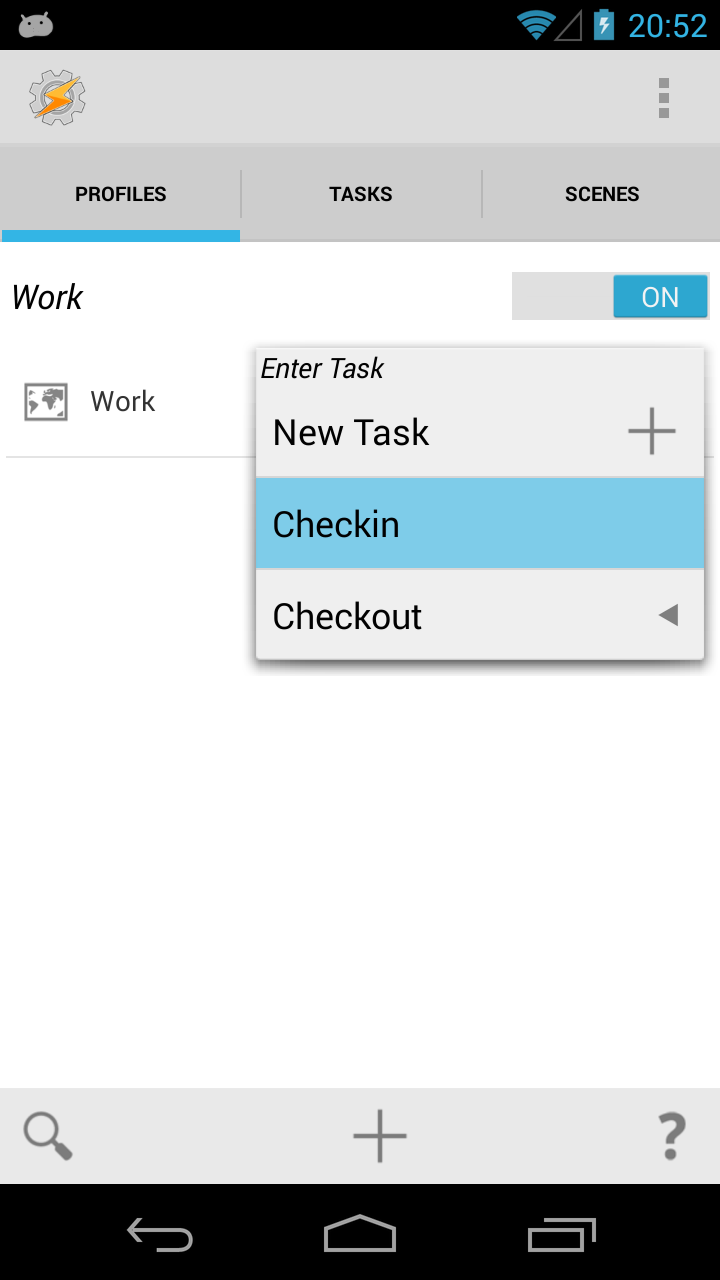 20:52
PROFILES TASKS SCENES
Work ON
Enter Task
Work
New Task
Checkin
Checkout
?